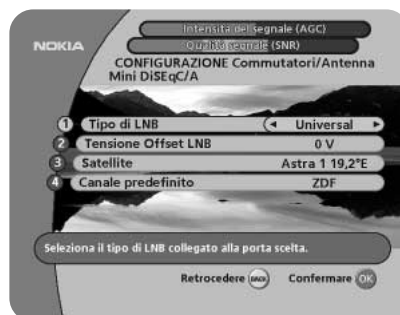 Intensità del segnale (AGC)
NOKIA
Qualità segnale (SNR)
CONFIGURAZIONE Commutatori/Antenna
Mini DiSEqC/A
1 Tipo di LNB Universal
2 Tensione Offset LNB 0 V
3 Satellite Astra 1 19,2°E
4 Canale predefinito ZDF
Seleziona il tipo di LNB collegato alla porta scelta.
Retrocedere BACK Confermare OK